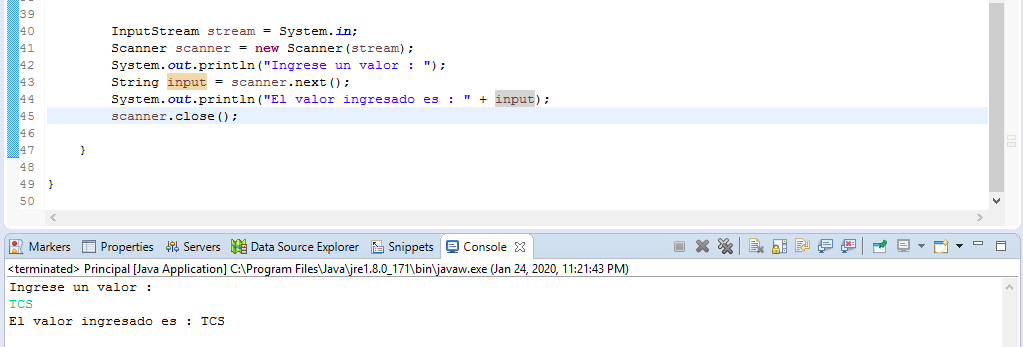 39
40 InputStream stream = System.in;
41 Scanner scanner = new Scanner(stream);
42 System.out.println("Ingrese un valor : ");
43 String input = scanner.next();
44 System.out.println("El valor ingresado es : " + input);
45 scanner.close();
46
47 }
48
49 }
50
Markers Properties Servers Data Source Explorer Snippets Console
<terminated> Principal [Java Application] C:\Program Files\Java\jre1.8.0_171\bin\javaw.exe (Jan 24, 2020, 11:21:43 PM)
Ingrese un valor :
TCS
El valor ingresado es : TCS